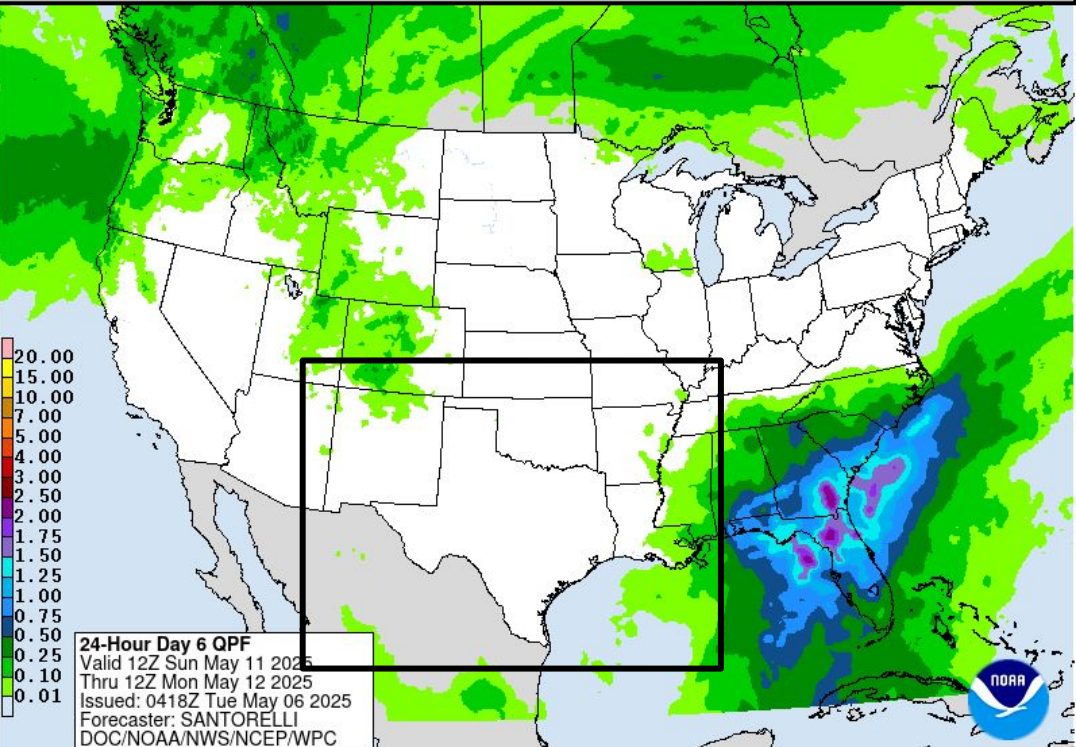 20.00
15.00
10.00
7.00
5.00
4.00
3.00
2.50
2.00
1.75
1.50
1.25
1.00
0.75
0.50
0.25
0.10
0.01
24-Hour Day 6 QPF
Valid 12Z Sun May 11 2025
Thru 12Z Mon May 12 2025
Issued: 0418Z Tue May 06 2025
Forecaster: SANTORELLI
DOC/NOAA/NWS/NCEP/WPC
NOAA